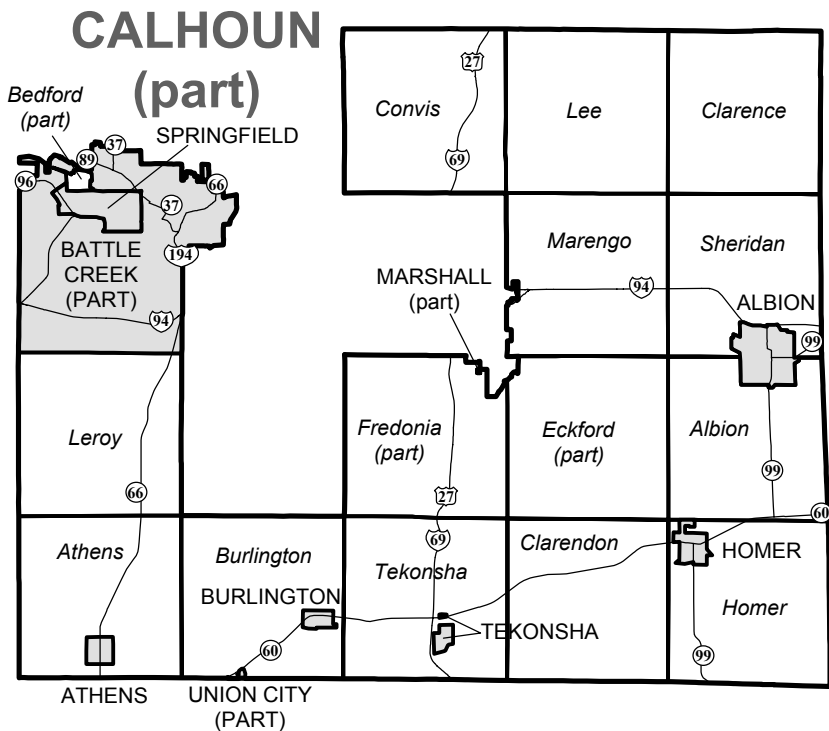 CALHOUN
(part)
Bedford
(part)
SPRINGFIELD
27
Convis
Lee
Clarence
69
89
37
96
66
37
BATTLE
CREEK
(PART)
194
94
Marengo
Sheridan
MARSHALL
(part)
94
ALBION
99
Leroy
66
Fredonia
(part)
27
Eckford
(part)
Albion
99
60
Athens
Burlington
BURLINGTON
69
Tekonsha
Clarendon
HOMER
Homer
TEKONSHA
60
99
ATHENS
UNION CITY
(PART)